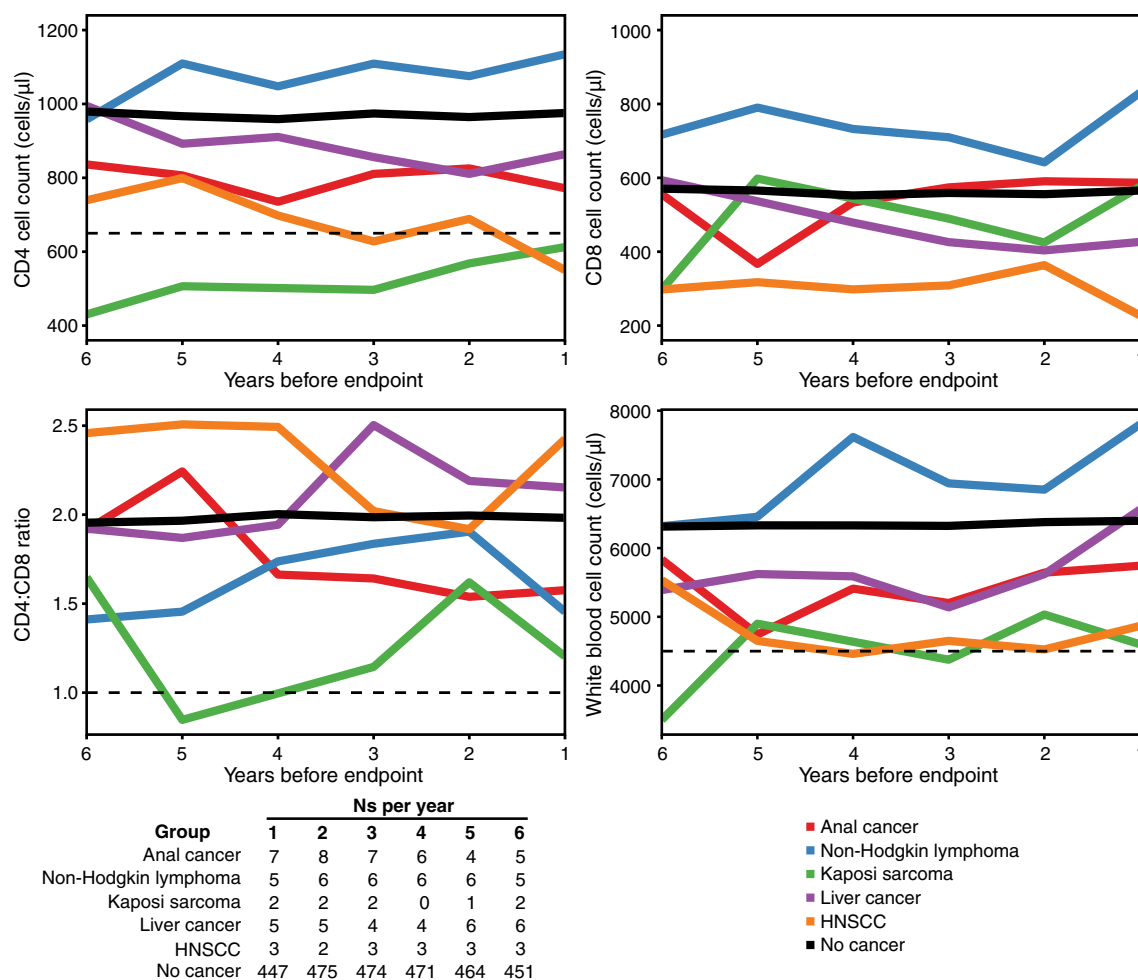 CD4 cell count (cells/µl)
1200
1000
800
600
400
6 5 4 3 2 1
Years before endpoint
CD8 cell count (cells/µl)
1000
800
600
400
200
6 5 4 3 2 1
Years before endpoint
CD4:CD8 ratio
2.5
2.0
1.5
1.0
6 5 4 3 2 1
Years before endpoint
White blood cell count (cells/µl)
8000
7000
6000
5000
4000
6 5 4 3 2 1
Years before endpoint
Ns per year
Group 1 2 3 4 5 6
Anal cancer 7 8 7 6 4 5
Non-Hodgkin lymphoma 5 6 6 6 6 5
Kaposi sarcoma 2 2 2 0 1 2
Liver cancer 5 5 4 4 6 6
HNSCC 3 2 3 3 3 3
No cancer 447 475 474 471 464 451
Anal cancer
Non-Hodgkin lymphoma
Kaposi sarcoma
Liver cancer
HNSCC
No cancer